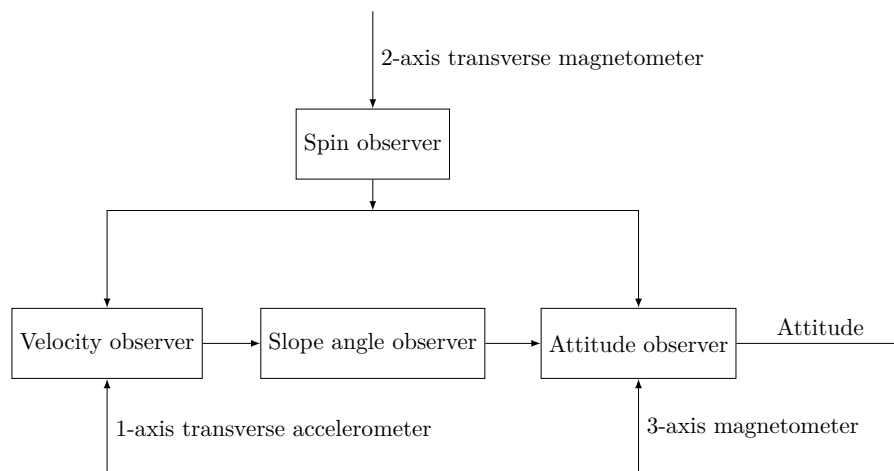 2-axis transverse magnetometer
Spin observer
Velocity observer
Slope angle observer
Attitude observer
Attitude
1-axis transverse accelerometer
3-axis magnetometer